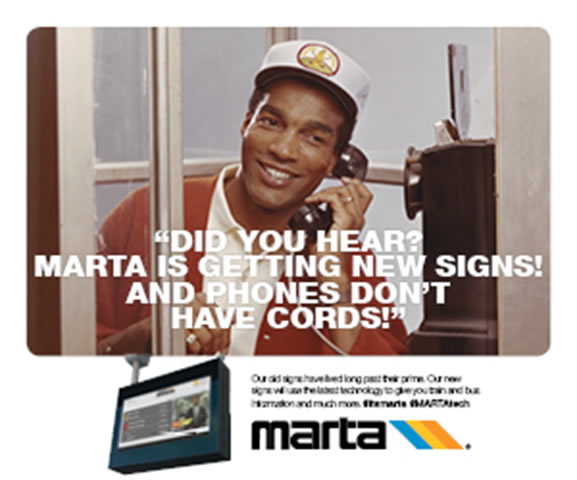 “DID YOU HEAR?
MARTA IS GETTING NEW SIGNS!
AND PHONES DON’T
HAVE CORDS!”
Our old signs have lived long past their prime. Our new
signs will use the latest technology to give you train and bus
information and much more. #itsmarta #MARTAtech
marta